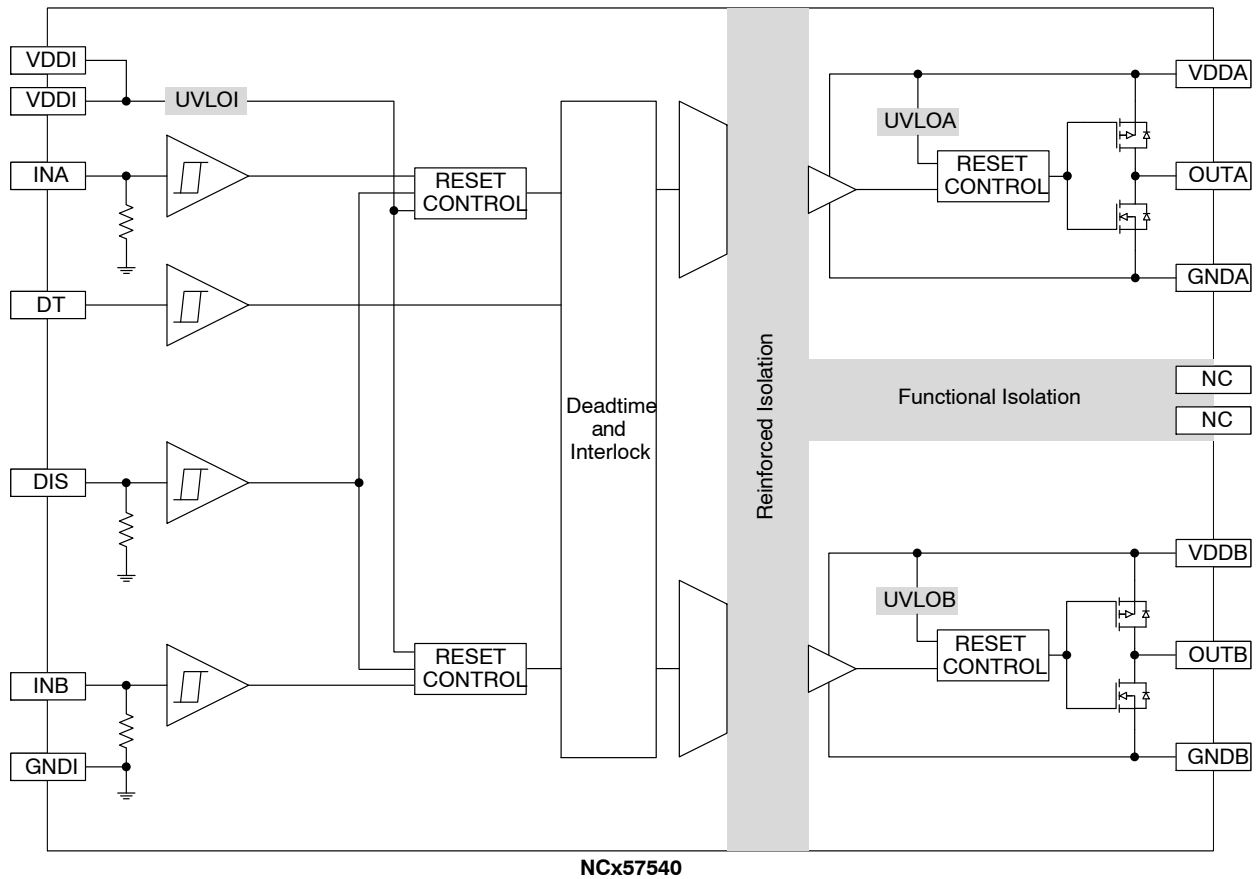 VDDI
VDDI
UVLOI
INA
RESET
CONTROL
DT
DIS
INB
RESET
CONTROL
GNDI
Deadtime
and
Interlock
Reinforced Isolation
VDDA
UVLOA
RESET
CONTROL
OUTA
GNDA
Functional Isolation
NC
NC
VDDB
UVLOB
RESET
CONTROL
OUTB
GNDB
NCx57540